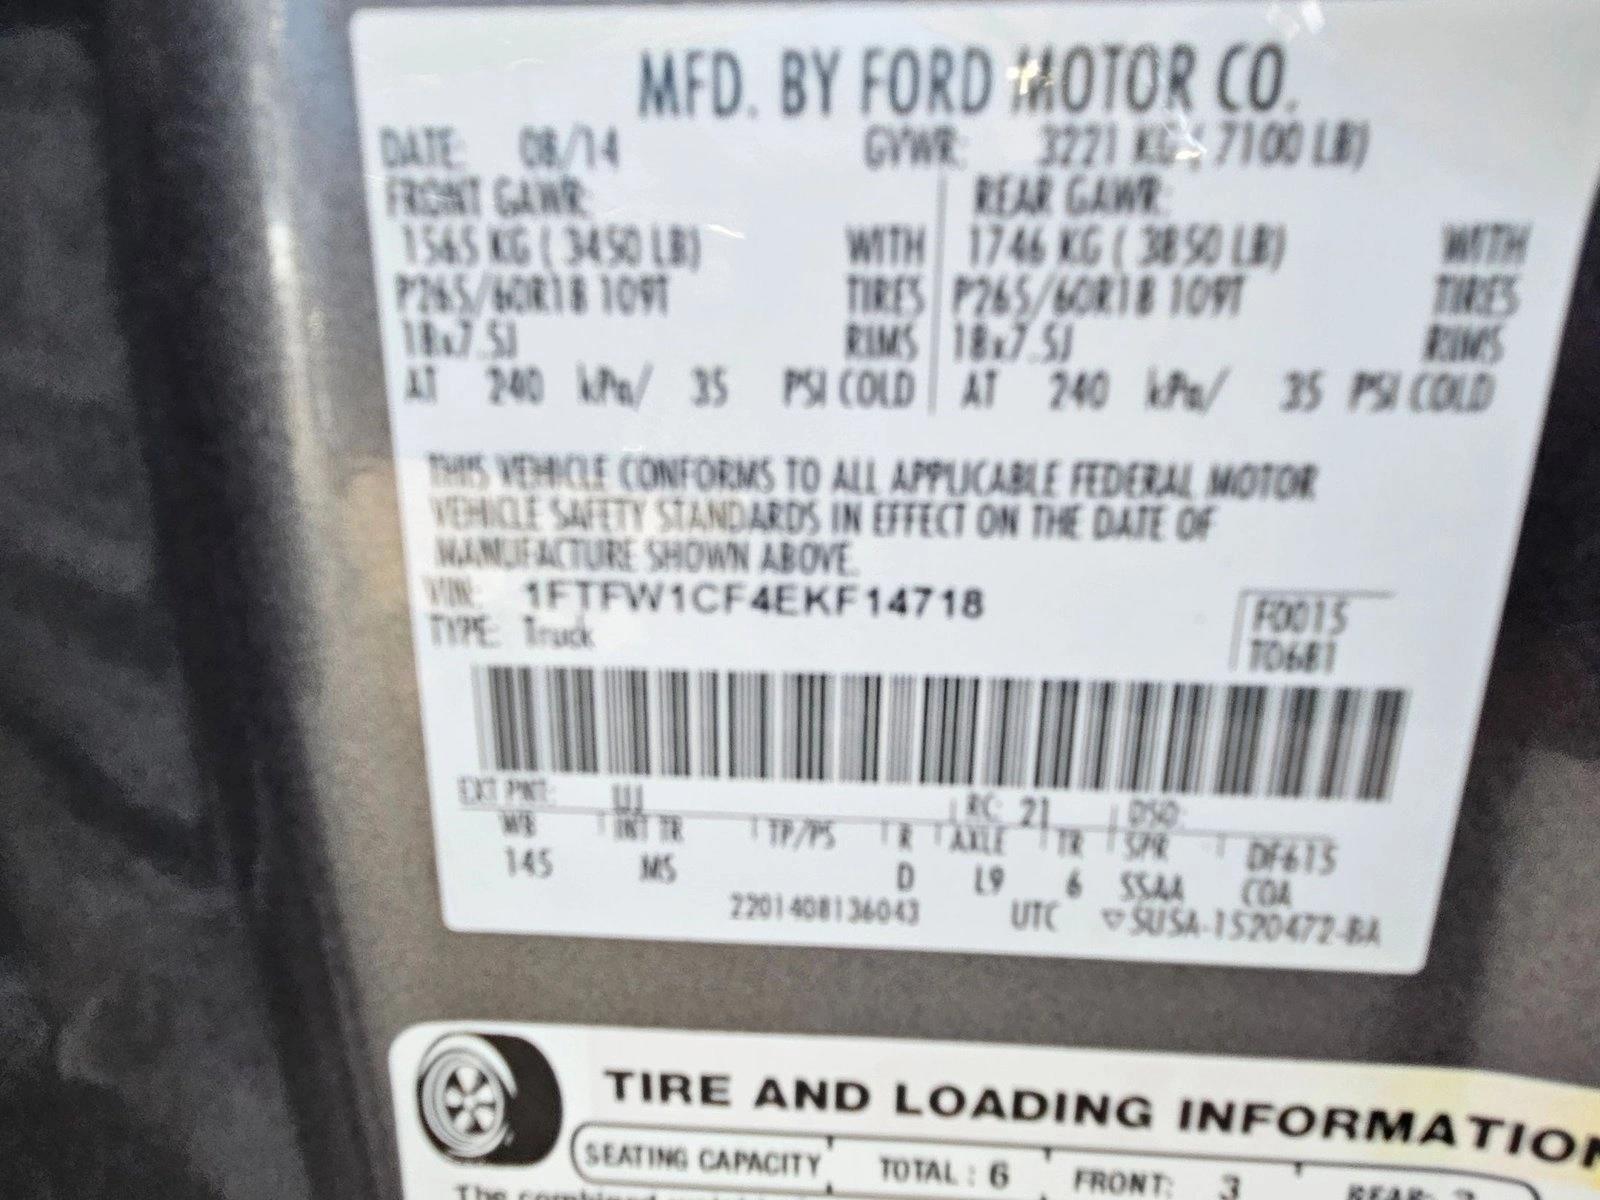 MFD. BY FORD MOTOR CO.
DATE: 08/14 GVWR: 3221 KG ( 7100 LB)
FRONT GAWR: REAR GAWR:
1565 KG ( 3450 LB) WITH 1746 KG ( 3850 LB) WITH
P265/60R18 109T TIRES P265/60R18 109T TIRES
18x7.5J RIMS 18x7.5J RIMS
AT 240 kPa/ 35 PSI COLD AT 240 kPa/ 35 PSI COLD
THIS VEHICLE CONFORMS TO ALL APPLICABLE FEDERAL MOTOR
VEHICLE SAFETY STANDARDS IN EFFECT ON THE DATE OF
MANUFACTURE SHOWN ABOVE.
VIN: 1FTFW1CF4EKF14718
TYPE: Truck
F0015
T0681
EXT PNT: UJ RC: 21 DSO:
WB INT TR TP/PS R AXLE TR SPR DF615
145 MS D L9 6 SSAA COA
2201408136043 UTC ▽SUSA-1520472-BA
TIRE AND LOADING INFORMATION
SEATING CAPACITY TOTAL : 6 FRONT: 3 REAR: 3
The combined